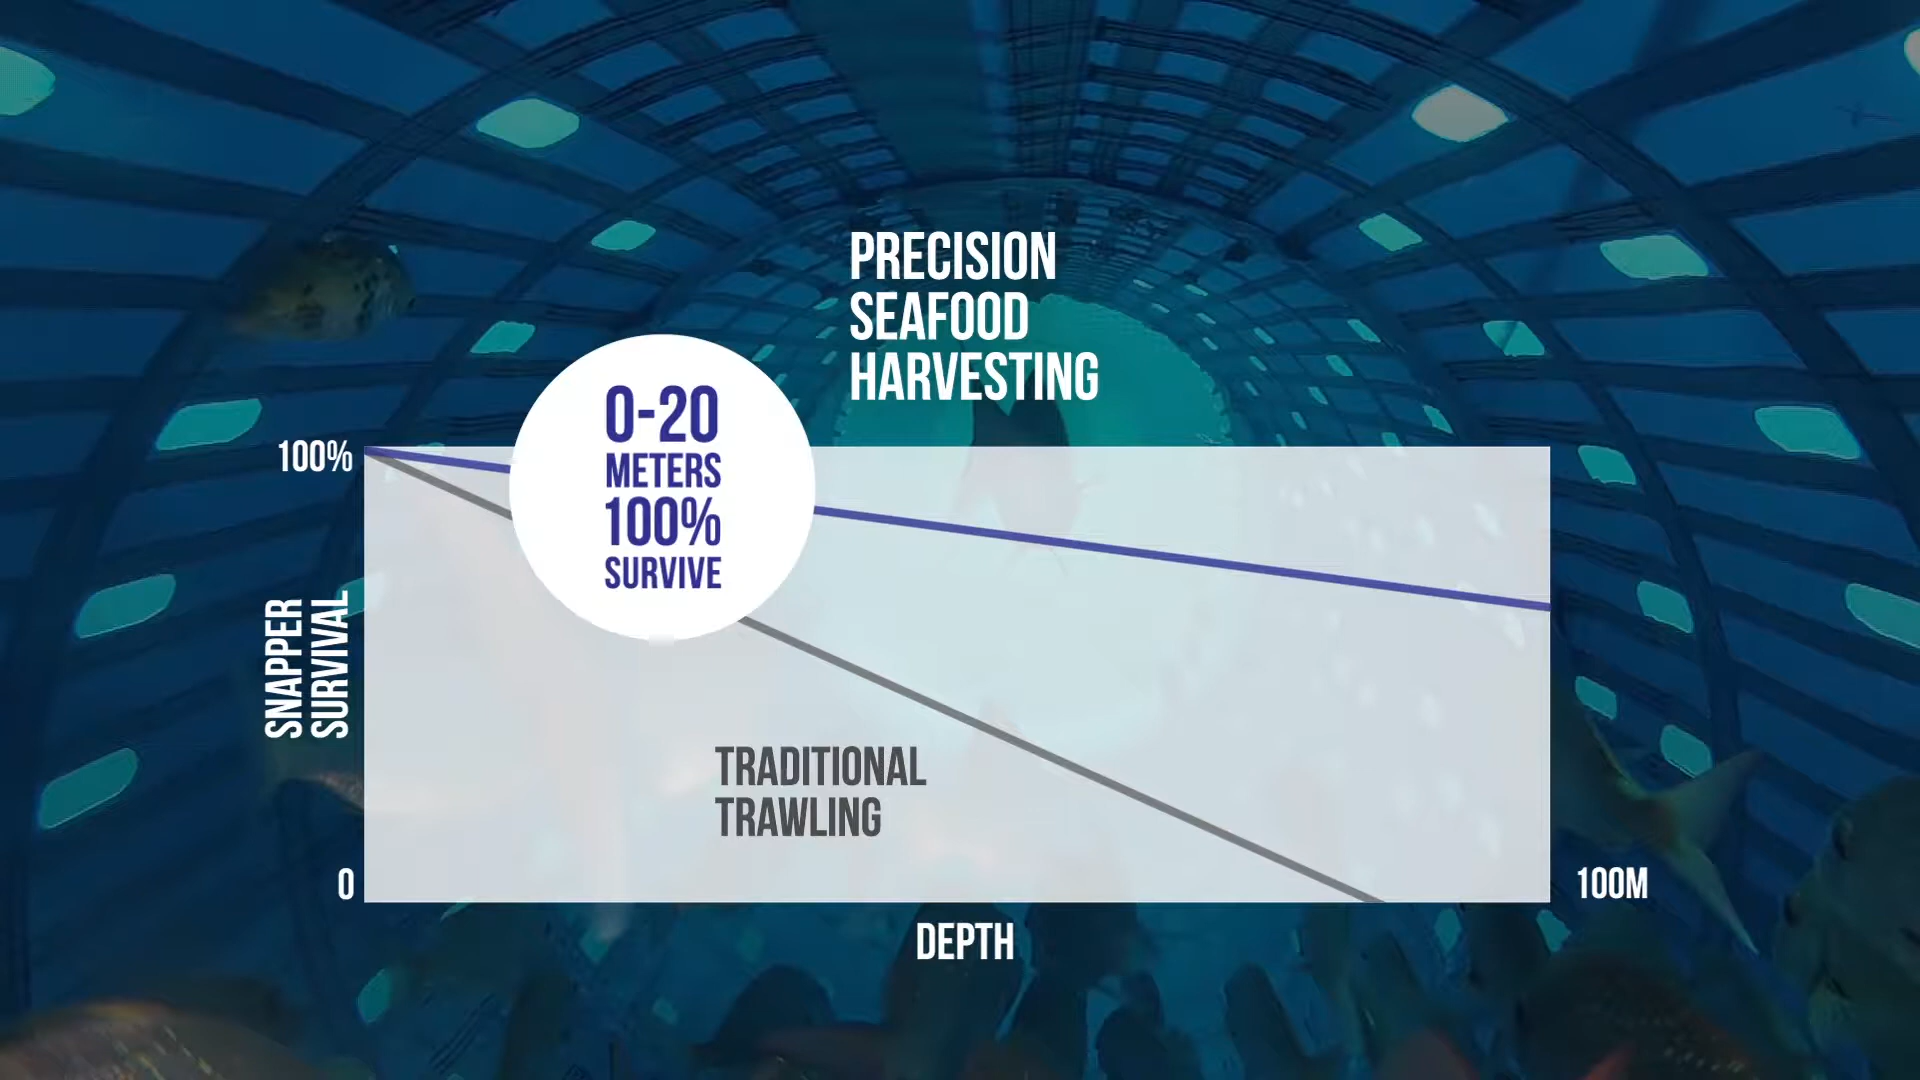 PRECISION
SEAFOOD
HARVESTING
0-20
METERS
100%
SURVIVE
100%
SNAPPER
SURVIVAL
TRADITIONAL
TRAWLING
0
100M
DEPTH